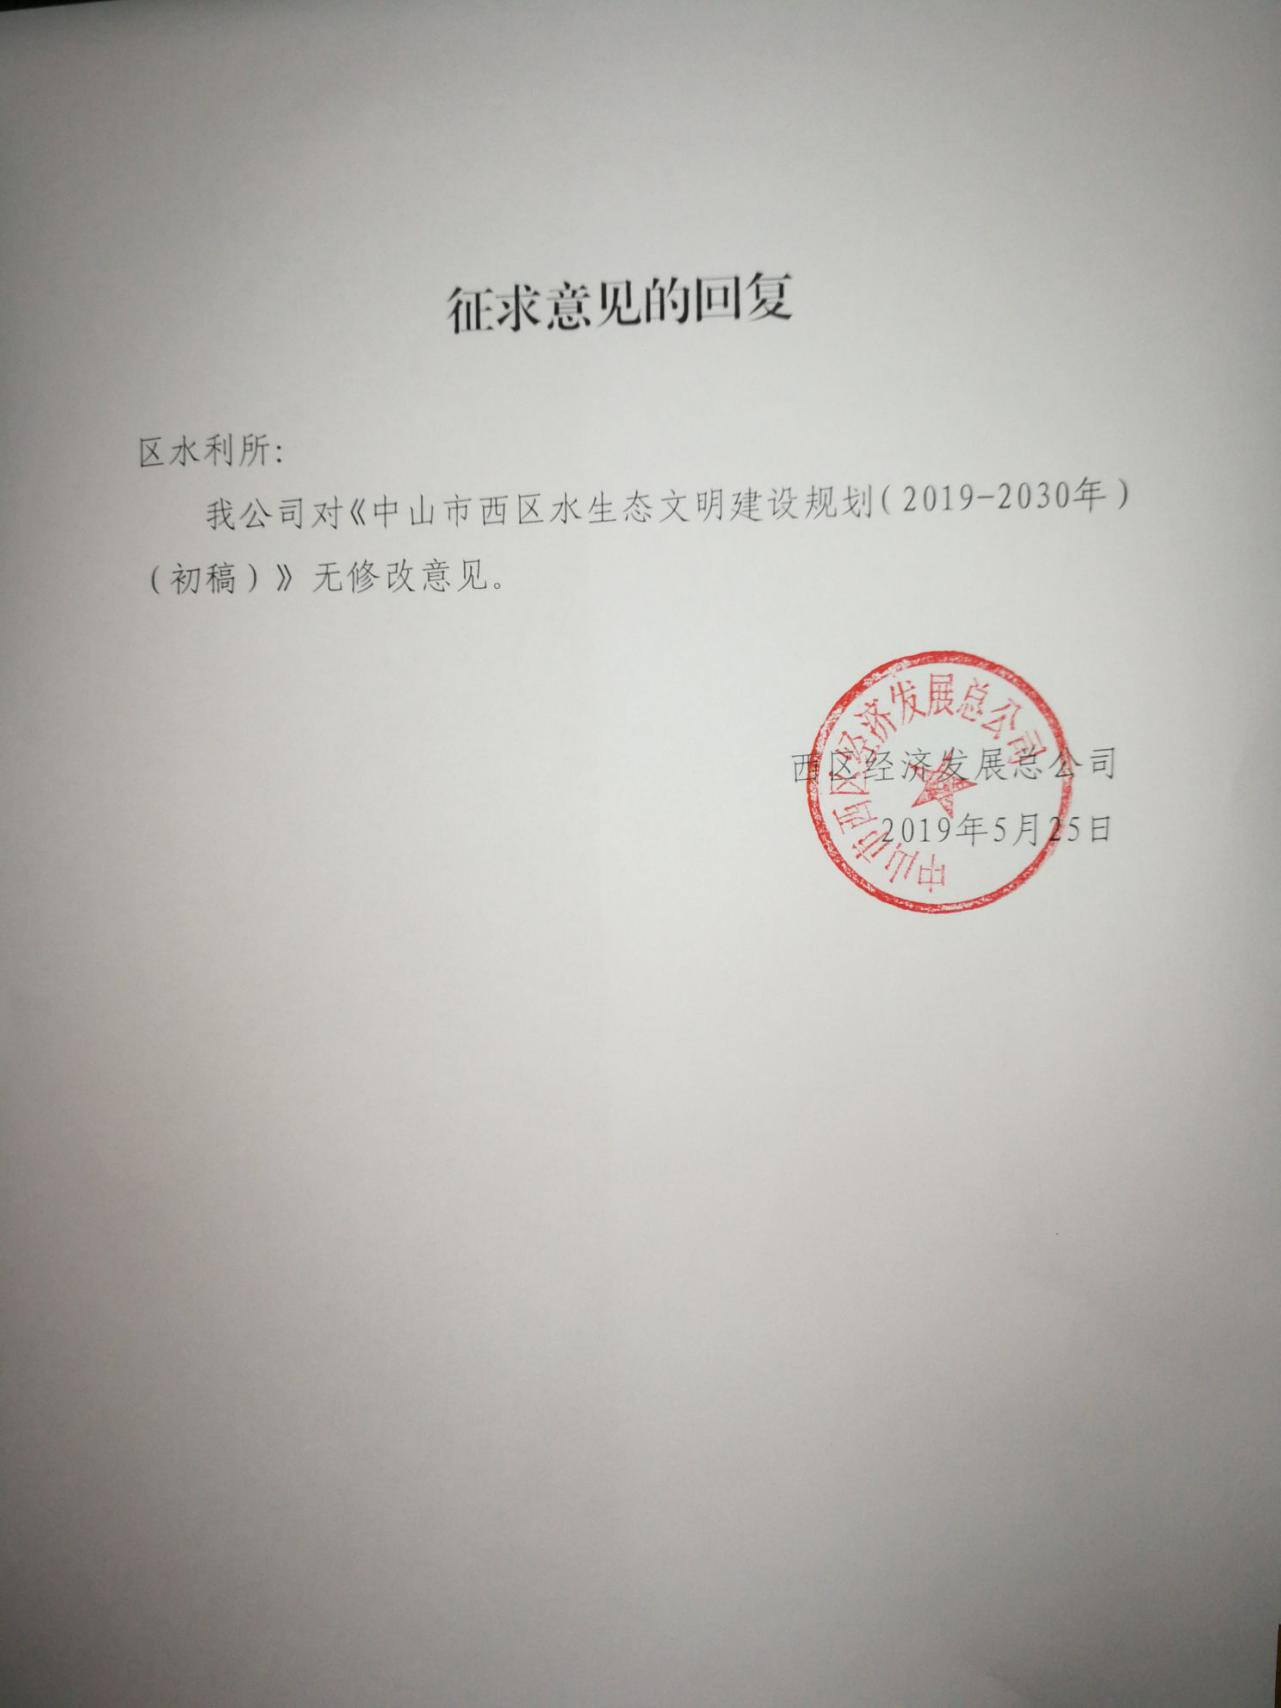 征求意见的回复
区水利所:
我公司对《中山市西区水生态文明建设规划(2019-2030年)
(初稿)》无修改意见。
中山市西区经济发展总公司
西区经济发展总公司
2019年5月25日